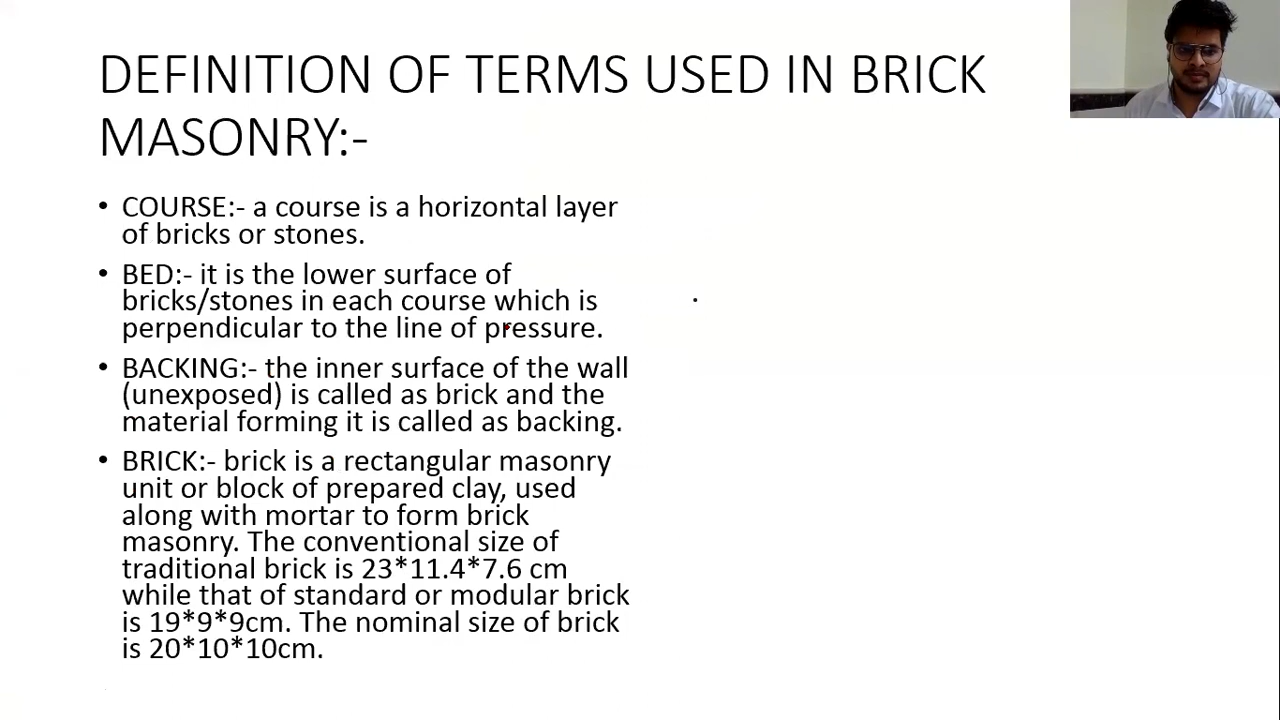 DEFINITION OF TERMS USED IN BRICK
MASONRY:-
• COURSE:- a course is a horizontal layer
of bricks or stones.
• BED:- it is the lower surface of
bricks/stones in each course which is
perpendicular to the line of pressure.
• BACKING:- the inner surface of the wall
(unexposed) is called as brick and the
material forming it is called as backing.
• BRICK:- brick is a rectangular masonry
unit or block of prepared clay, used
along with mortar to form brick
masonry. The conventional size of
traditional brick is 23*11.4*7.6 cm
while that of standard or modular brick
is 19*9*9cm. The nominal size of brick
is 20*10*10cm.